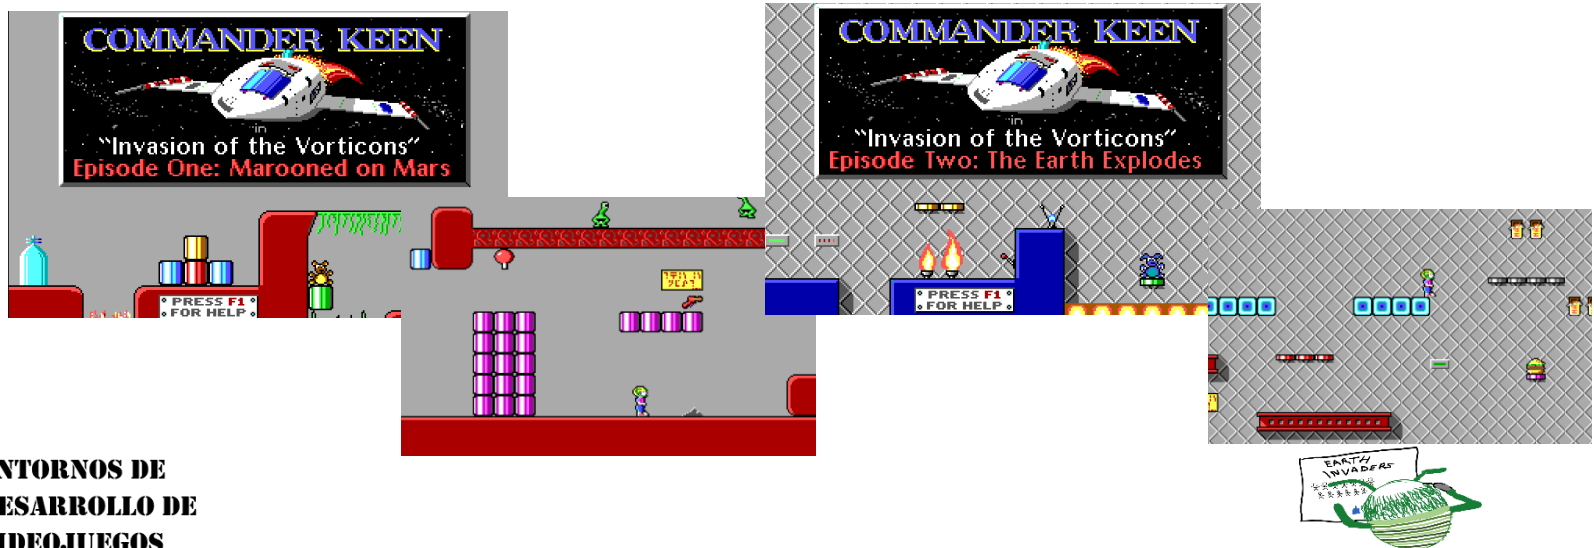 COMMANDER KEEN
in
“Invasion of the Vorticons”
Episode One: Marooned on Mars
PRESS F1
FOR HELP
COMMANDER KEEN
in
“Invasion of the Vorticons”
Episode Two: The Earth Explodes
PRESS F1
FOR HELP
NTORNOS DE
ESARROLLO DE
IDEOJUEGOS
EARTH
INVADERS